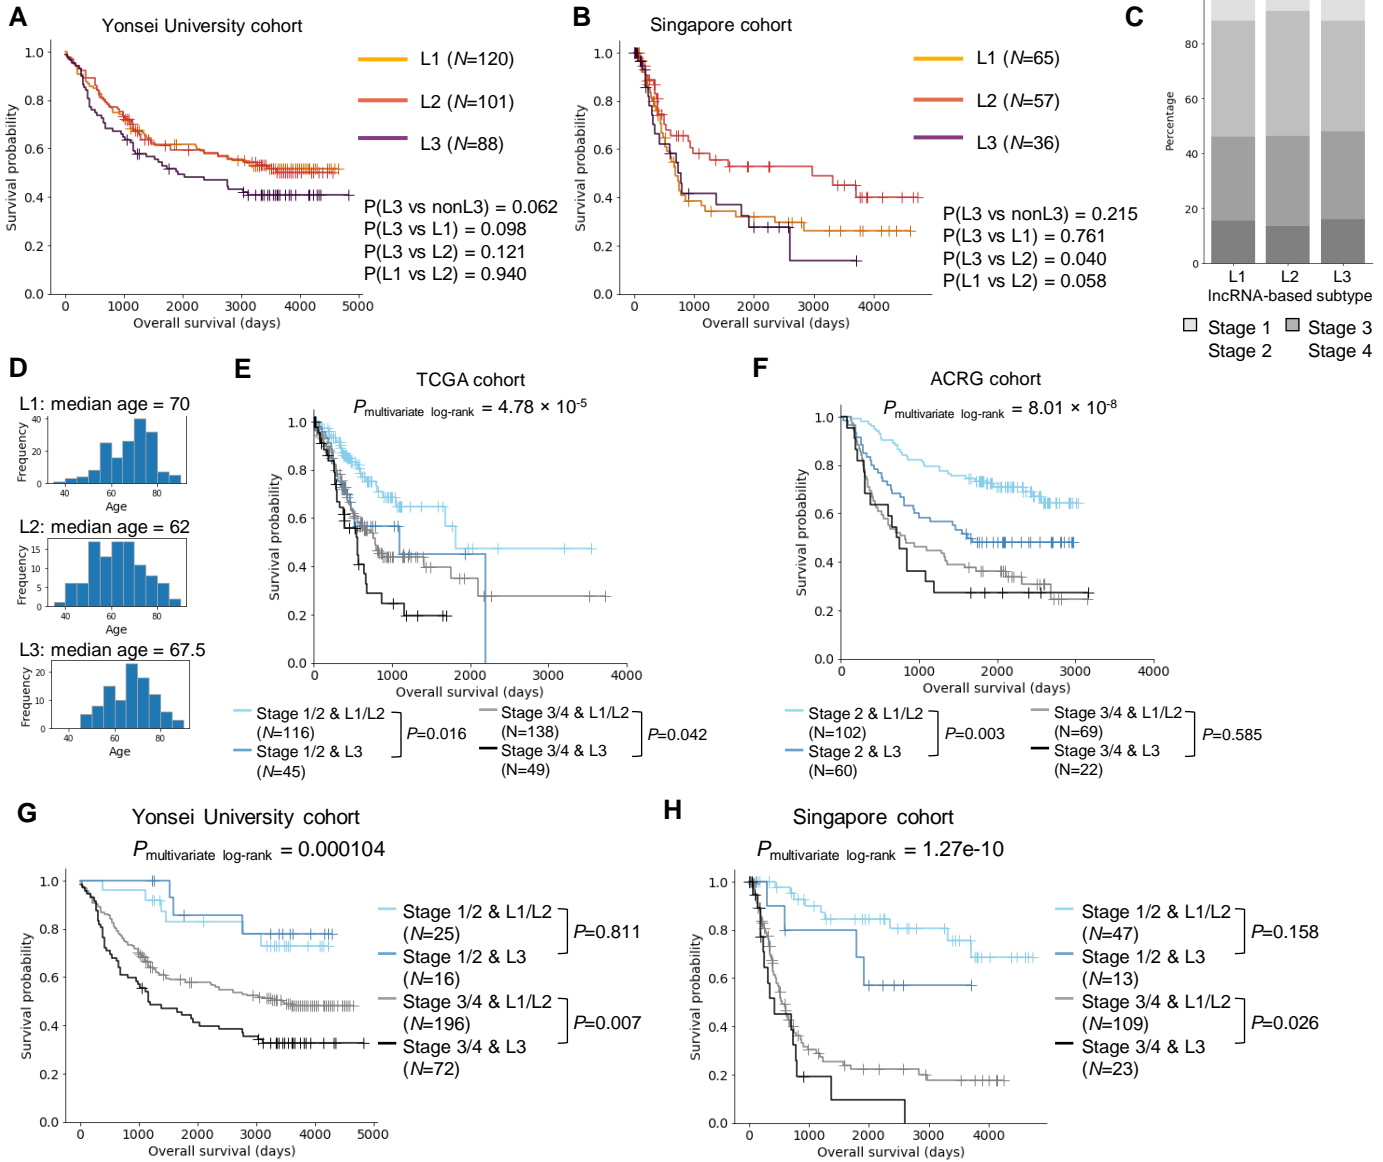 A
Yonsei University cohort
1.0
0.8
0.6
0.4
0.2
0.0
Survival probability
0 1000 2000 3000 4000 5000
Overall survival (days)
L1 (N=120)
L2 (N=101)
L3 (N=88)
P(L3 vs nonL3) = 0.062
P(L3 vs L1) = 0.098
P(L3 vs L2) = 0.121
P(L1 vs L2) = 0.940
B
Singapore cohort
1.0
0.8
0.6
0.4
0.2
0.0
Survival probability
0 1000 2000 3000 4000
Overall survival (days)
L1 (N=65)
L2 (N=57)
L3 (N=36)
P(L3 vs nonL3) = 0.215
P(L3 vs L1) = 0.761
P(L3 vs L2) = 0.040
P(L1 vs L2) = 0.058
C
80
60
40
20
0
Percentage
L1 L2 L3
lncRNA-based subtype
Stage 1 Stage 3
Stage 2 Stage 4
D
L1: median age = 70
40
20
0
Frequency
40 60 80
Age
L2: median age = 62
15
10
5
0
Frequency
40 60 80
Age
L3: median age = 67.5
20
10
0
Frequency
40 60 80
Age
E
TCGA cohort
Pmultivariate log-rank = 4.78 × 10-5
1.0
0.8
0.6
0.4
0.2
0.0
Survival probability
0 1000 2000 3000 4000
Overall survival (days)
Stage 1/2 & L1/L2
(N=116)
Stage 1/2 & L3
(N=45)
P=0.016
Stage 3/4 & L1/L2
(N=138)
Stage 3/4 & L3
(N=49)
P=0.042
F
ACRG cohort
Pmultivariate log-rank = 8.01 × 10-8
1.0
0.8
0.6
0.4
0.2
0.0
Survival probability
0 1000 2000 3000 4000
Overall survival (days)
Stage 2 & L1/L2
(N=102)
Stage 2 & L3
(N=60)
P=0.003
Stage 3/4 & L1/L2
(N=69)
Stage 3/4 & L3
(N=22)
P=0.585
G
Yonsei University cohort
Pmultivariate log-rank = 0.000104
1.0
0.8
0.6
0.4
0.2
0.0
Survival probability
0 1000 2000 3000 4000 5000
Overall survival (days)
Stage 1/2 & L1/L2
(N=25)
Stage 1/2 & L3
(N=16)
P=0.811
Stage 3/4 & L1/L2
(N=196)
Stage 3/4 & L3
(N=72)
P=0.007
H
Singapore cohort
Pmultivariate log-rank = 1.27e-10
1.0
0.8
0.6
0.4
0.2
0.0
Survival probability
0 1000 2000 3000 4000
Overall survival (days)
Stage 1/2 & L1/L2
(N=47)
Stage 1/2 & L3
(N=13)
P=0.158
Stage 3/4 & L1/L2
(N=109)
Stage 3/4 & L3
(N=23)
P=0.026